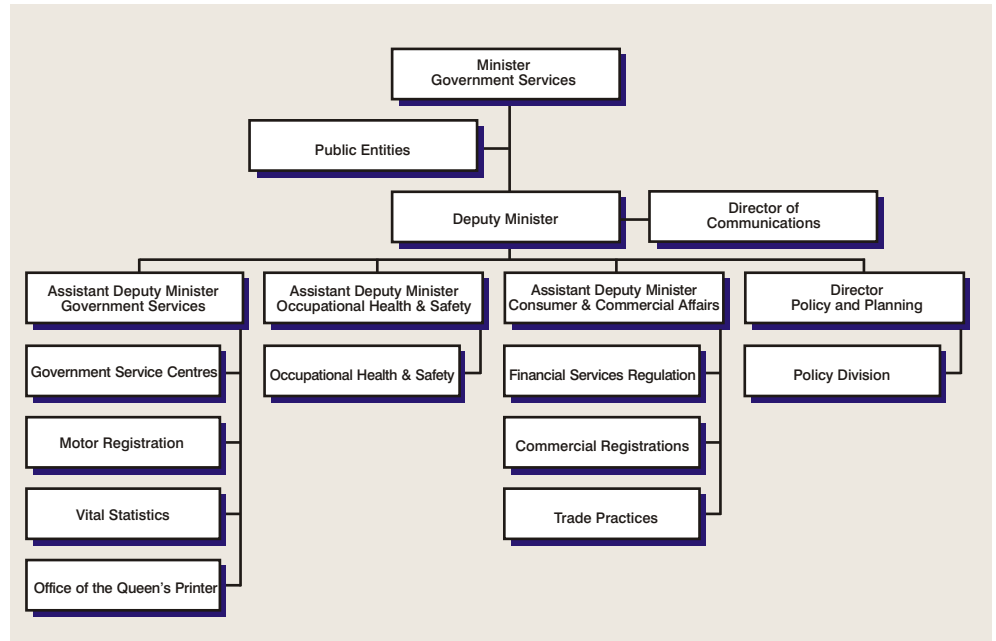 Minister
Government Services
Public Entities
Deputy Minister
Director of
Communications
Assistant Deputy Minister
Government Services
Assistant Deputy Minister
Occupational Health & Safety
Assistant Deputy Minister
Consumer & Commercial Affairs
Director
Policy and Planning
Government Service Centres
Occupational Health & Safety
Financial Services Regulation
Policy Division
Motor Registration
Commercial Registrations
Vital Statistics
Trade Practices
Office of the Queen's Printer